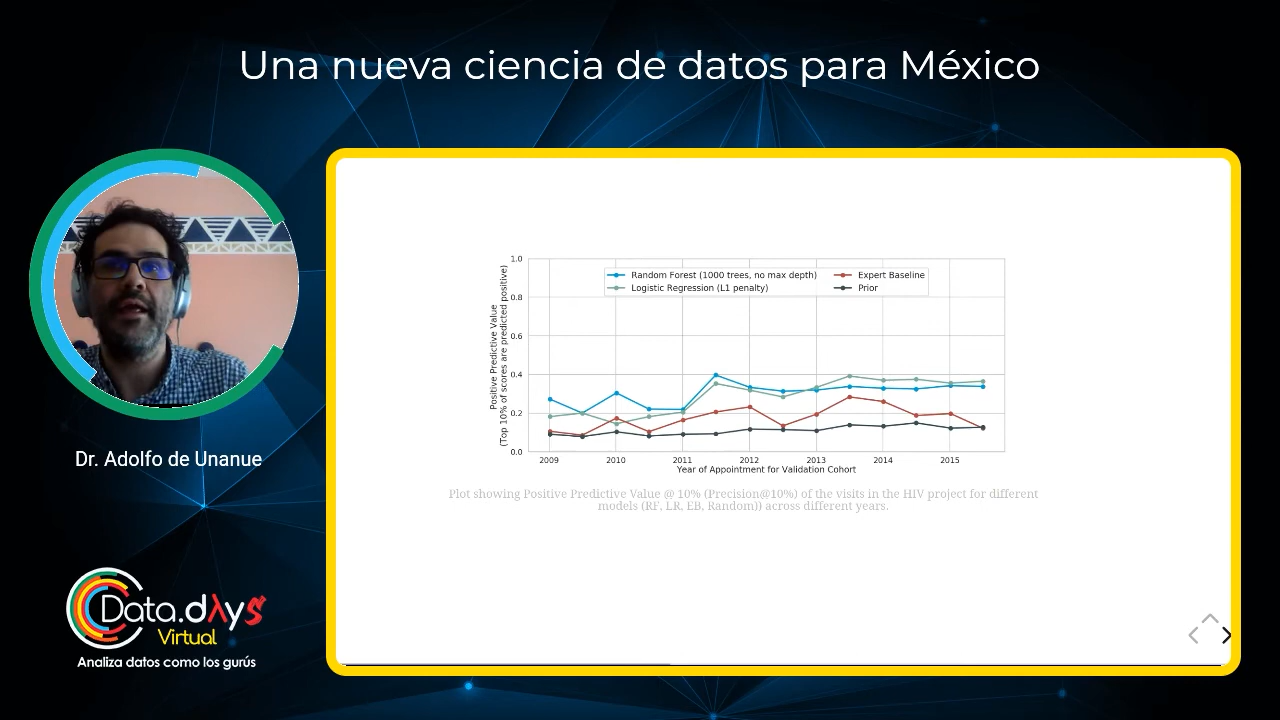 Una nueva ciencia de datos para México
Dr. Adolfo de Unanue
Data.dλys
Virtual
Analiza datos como los gurús
Positive Predictive Value
(Top 10% of scores are predicted positive)
1.0
0.8
0.6
0.4
0.2
0.0
Random Forest (1000 trees, no max depth)
Logistic Regression (L1 penalty)
Expert Baseline
Prior
2009 2010 2011 2012 2013 2014 2015
Year of Appointment for Validation Cohort
Plot showing Positive Predictive Value @ 10% (Precision@10%) of the visits in the HIV project for different
models (RF, LR, EB, Random)) across different years.